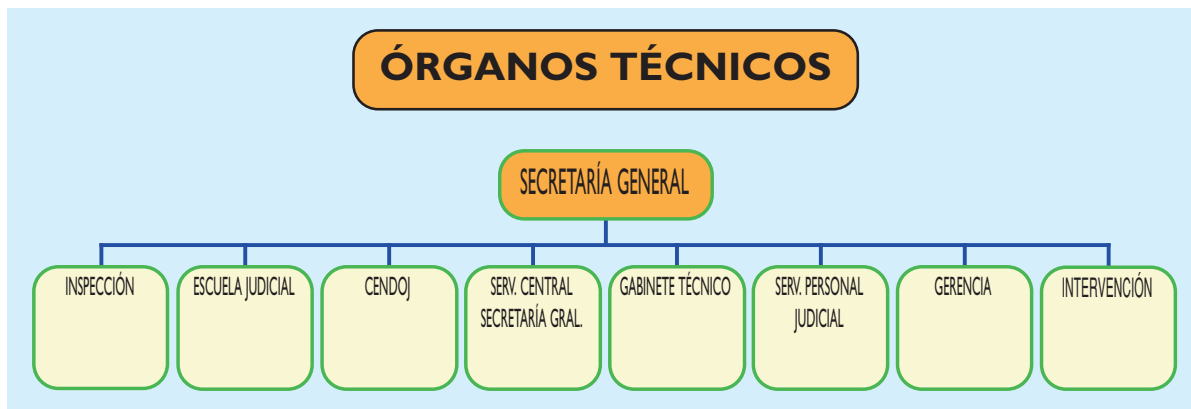 ÓRGANOS TÉCNICOS
SECRETARÍA GENERAL
INSPECCIÓN
ESCUELA JUDICIAL
CENDOJ
SERV. CENTRAL
SECRETARÍA GRAL.
GABINETE TÉCNICO
SERV. PERSONAL
JUDICIAL
GERENCIA
INTERVENCIÓN